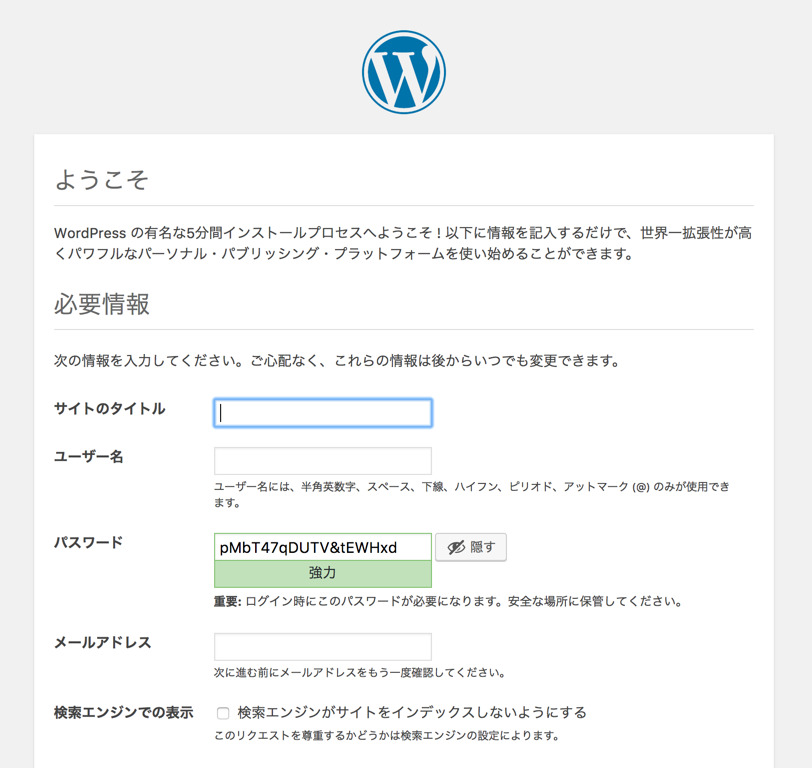 ようこそ
WordPress の有名な5分間インストールプロセスへようこそ ! 以下に情報を記入するだけで、世界一拡張性が高
くパワフルなパーソナル・パブリッシング・プラットフォームを使い始めることができます。
必要情報
次の情報を入力してください。ご心配なく、これらの情報は後からいつでも変更できます。
サイトのタイトル
ユーザー名
ユーザー名には、半角英数字、スペース、下線、ハイフン、ピリオド、アットマーク (@) のみが使用でき
ます。
パスワード
pMbT47qDUTV&tEWHxd
隠す
強力
重要: ログイン時にこのパスワードが必要になります。安全な場所に保管してください。
メールアドレス
次に進む前にメールアドレスをもう一度確認してください。
検索エンジンでの表示
検索エンジンがサイトをインデックスしないようにする
このリクエストを尊重するかどうかは検索エンジンの設定によります。